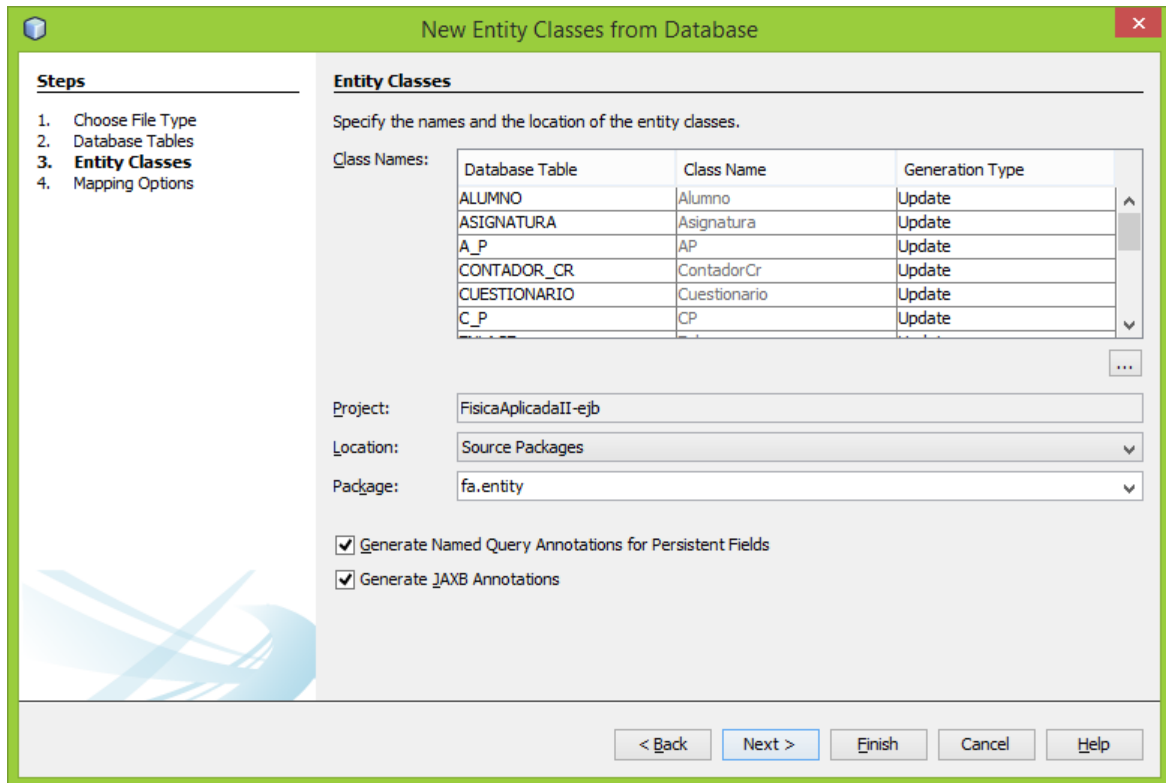 New Entity Classes from Database
Steps
1. Choose File Type
2. Database Tables
3. Entity Classes
4. Mapping Options
Entity Classes
Specify the names and the location of the entity classes.
Class Names:
Database Table Class Name Generation Type
ALUMNO Alumno Update
ASIGNATURA Asignatura Update
A_P AP Update
CONTADOR_CR ContadorCr Update
CUESTIONARIO Cuestionario Update
C_P CP Update
...
Project: FisicaAplicadaII-ejb
Location: Source Packages
Package: fa.entity
Generate Named Query Annotations for Persistent Fields
Generate JAXB Annotations
< Back Next > Finish Cancel Help